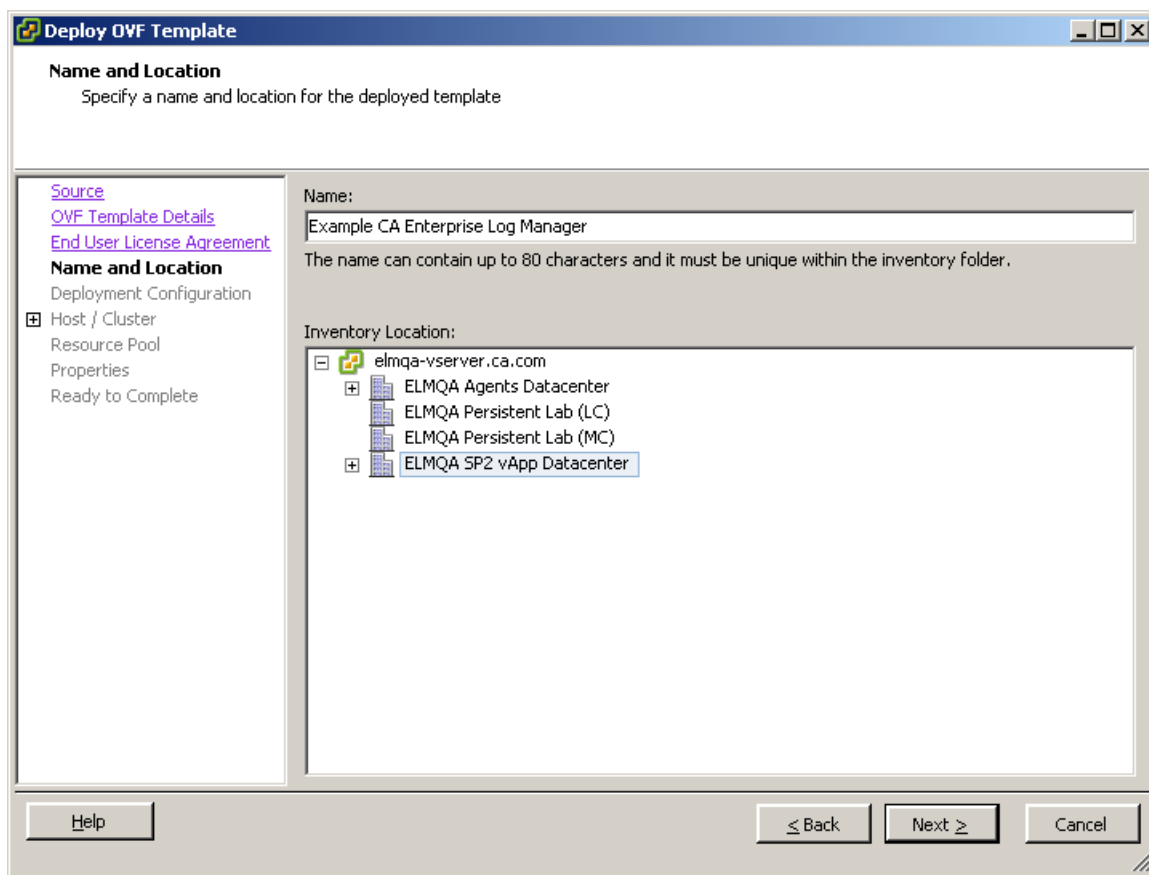 Deploy OVF Template
Name and Location
Specify a name and location for the deployed template
Source
OVF Template Details
End User License Agreement
Name and Location
Deployment Configuration
Host / Cluster
Resource Pool
Properties
Ready to Complete
Name:
Example CA Enterprise Log Manager
The name can contain up to 80 characters and it must be unique within the inventory folder.
Inventory Location:
elmqa-vserver.ca.com
ELMQA Agents Datacenter
ELMQA Persistent Lab (LC)
ELMQA Persistent Lab (MC)
ELMQA SP2 vApp Datacenter
Help
< Back
Next >
Cancel